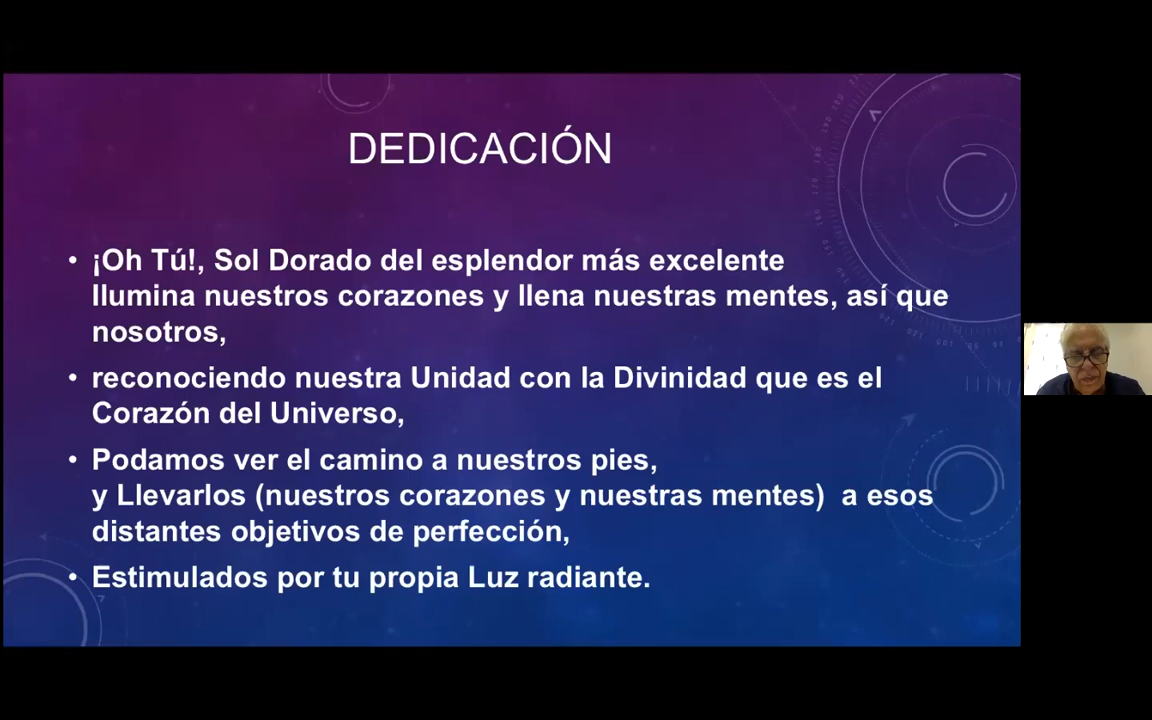 DEDICACIÓN
• ¡Oh Tú!, Sol Dorado del esplendor más excelente
Ilumina nuestros corazones y llena nuestras mentes, así que
nosotros,
• reconociendo nuestra Unidad con la Divinidad que es el
Corazón del Universo,
• Podamos ver el camino a nuestros pies,
y Llevarlos (nuestros corazones y nuestras mentes)  a esos
distantes objetivos de perfección,
• Estimulados por tu propia Luz radiante.